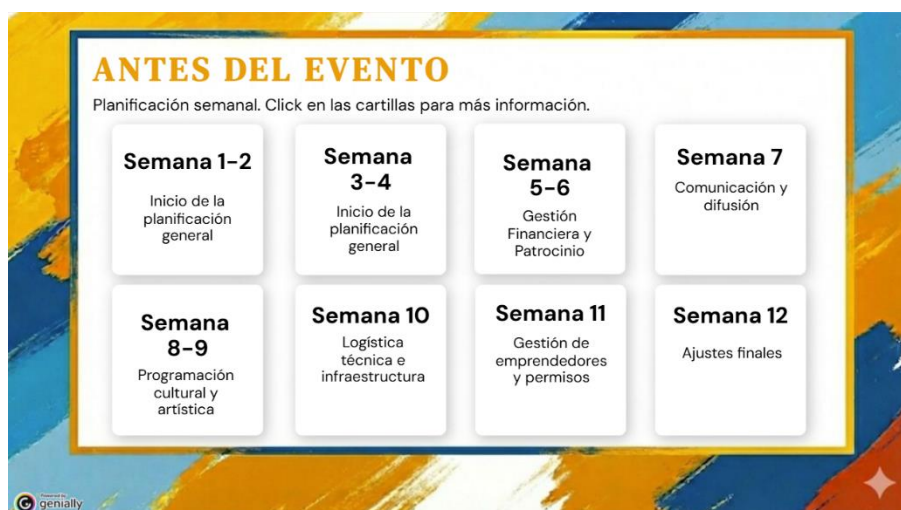 ANTES DEL EVENTO
Planificación semanal. Click en las cartillas para más información.
Semana 1-2
Inicio de la
planificación
general
Semana
3-4
Inicio de la
planificación
general
Semana
5-6
Gestión
Financiera y
Patrocinio
Semana 7
Comunicación y
difusión
Semana
8-9
Programación
cultural y
artística
Semana 10
Logística
técnica e
infraestructura
Semana 11
Gestión de
emprendedores
y permisos
Semana 12
Ajustes finales
Powered by
genially